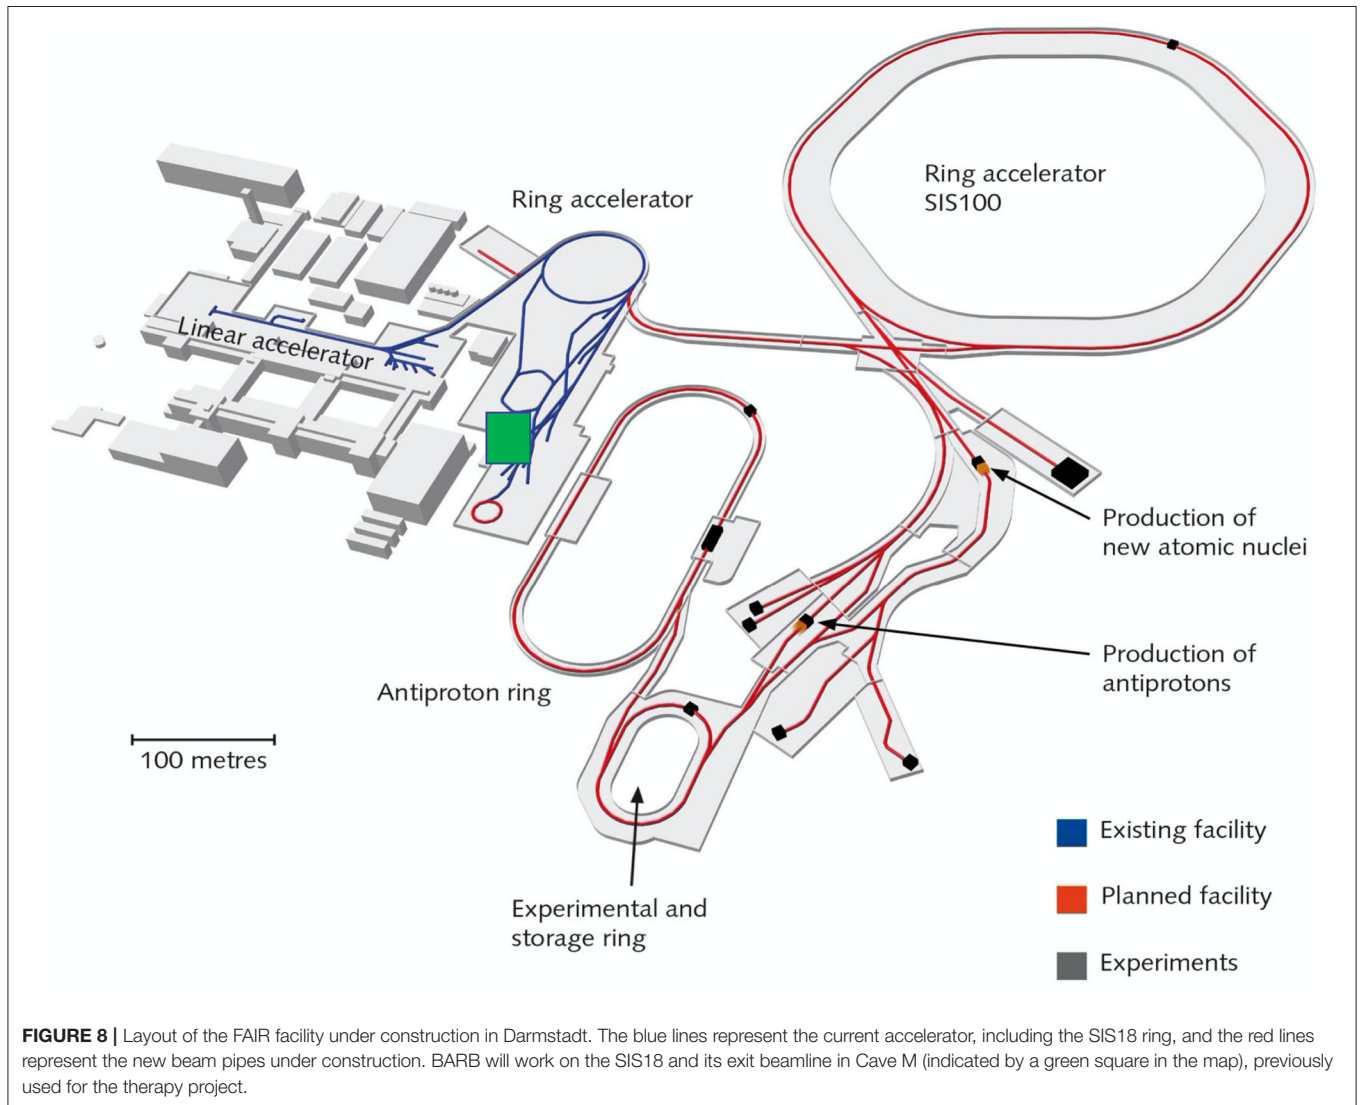 Ring accelerator
Ring accelerator
SIS100
Linear accelerator
Production of
new atomic nuclei
Production of
antiprotons
Antiproton ring
100 metres
Experimental and
storage ring
Existing facility
Planned facility
Experiments
FIGURE 8 | Layout of the FAIR facility under construction in Darmstadt. The blue lines represent the current accelerator, including the SIS18 ring, and the red lines
represent the new beam pipes under construction. BARB will work on the SIS18 and its exit beamline in Cave M (indicated by a green square in the map), previously
used for the therapy project.